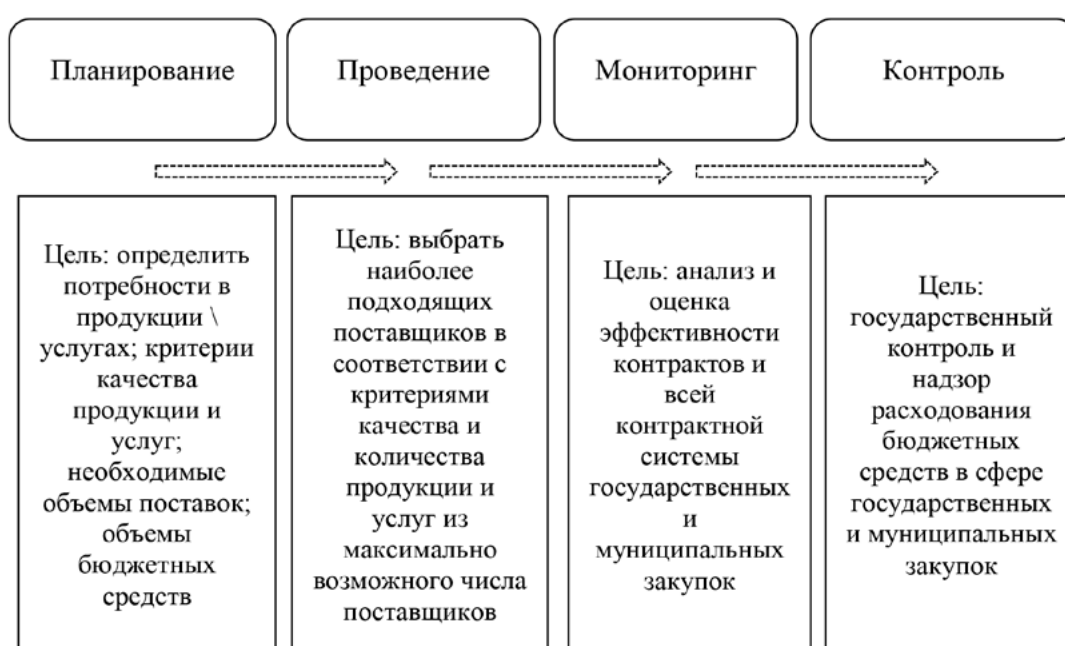 Планирование
Проведение
Мониторинг
Контроль
Цель: определить
потребности в
продукции \
услугах; критерии
качества
продукции и
услуг;
необходимые
объемы поставок;
объемы
бюджетных
средств
Цель: выбрать
наиболее
подходящих
поставщиков в
соответствии с
критериями
качества и
количества
продукции и
услуг из
максимально
возможного числа
поставщиков
Цель: анализ и
оценка
эффективности
контрактов и
всей
контрактной
системы
государственных
и
муниципальных
закупок
Цель:
государственный
контроль и
надзор
расходования
бюджетных
средств в сфере
государственных
и муниципальных
закупок